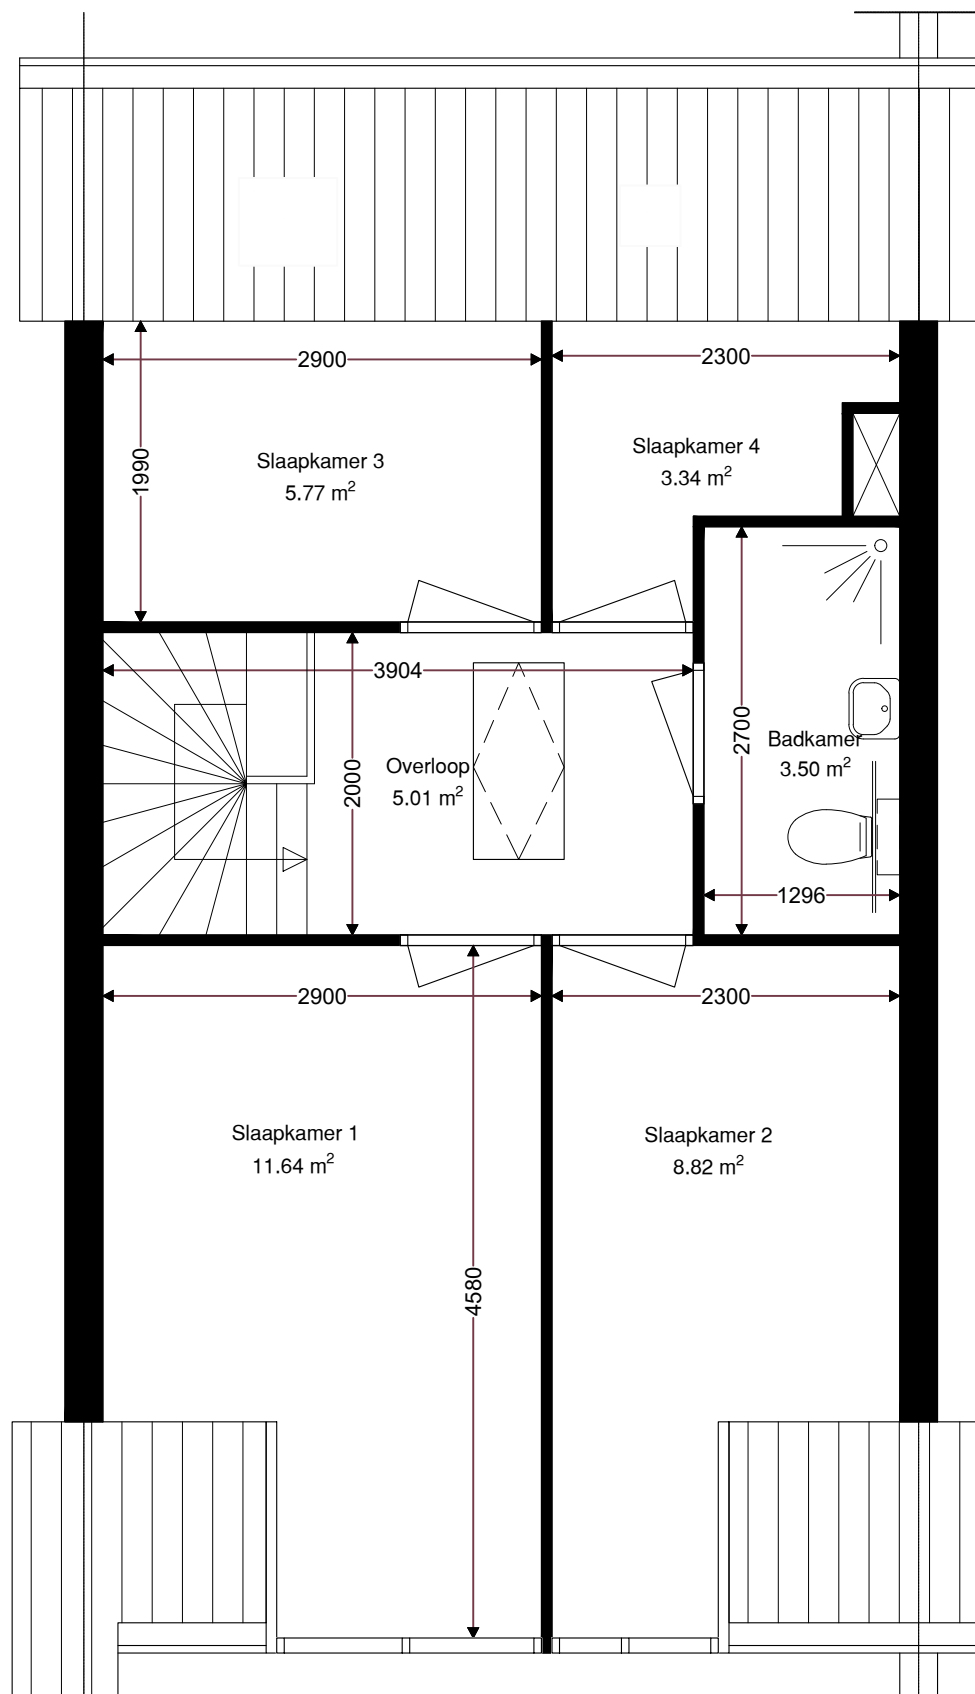 2900
2300
1990
Slaapkamer 3
5.77 m²
Slaapkamer 4
3.34 m²
3904
2000
Overloop
5.01 m²
2700
Badkamer
3.50 m²
1296
2900
2300
Slaapkamer 1
11.64 m²
Slaapkamer 2
8.82 m²
4580